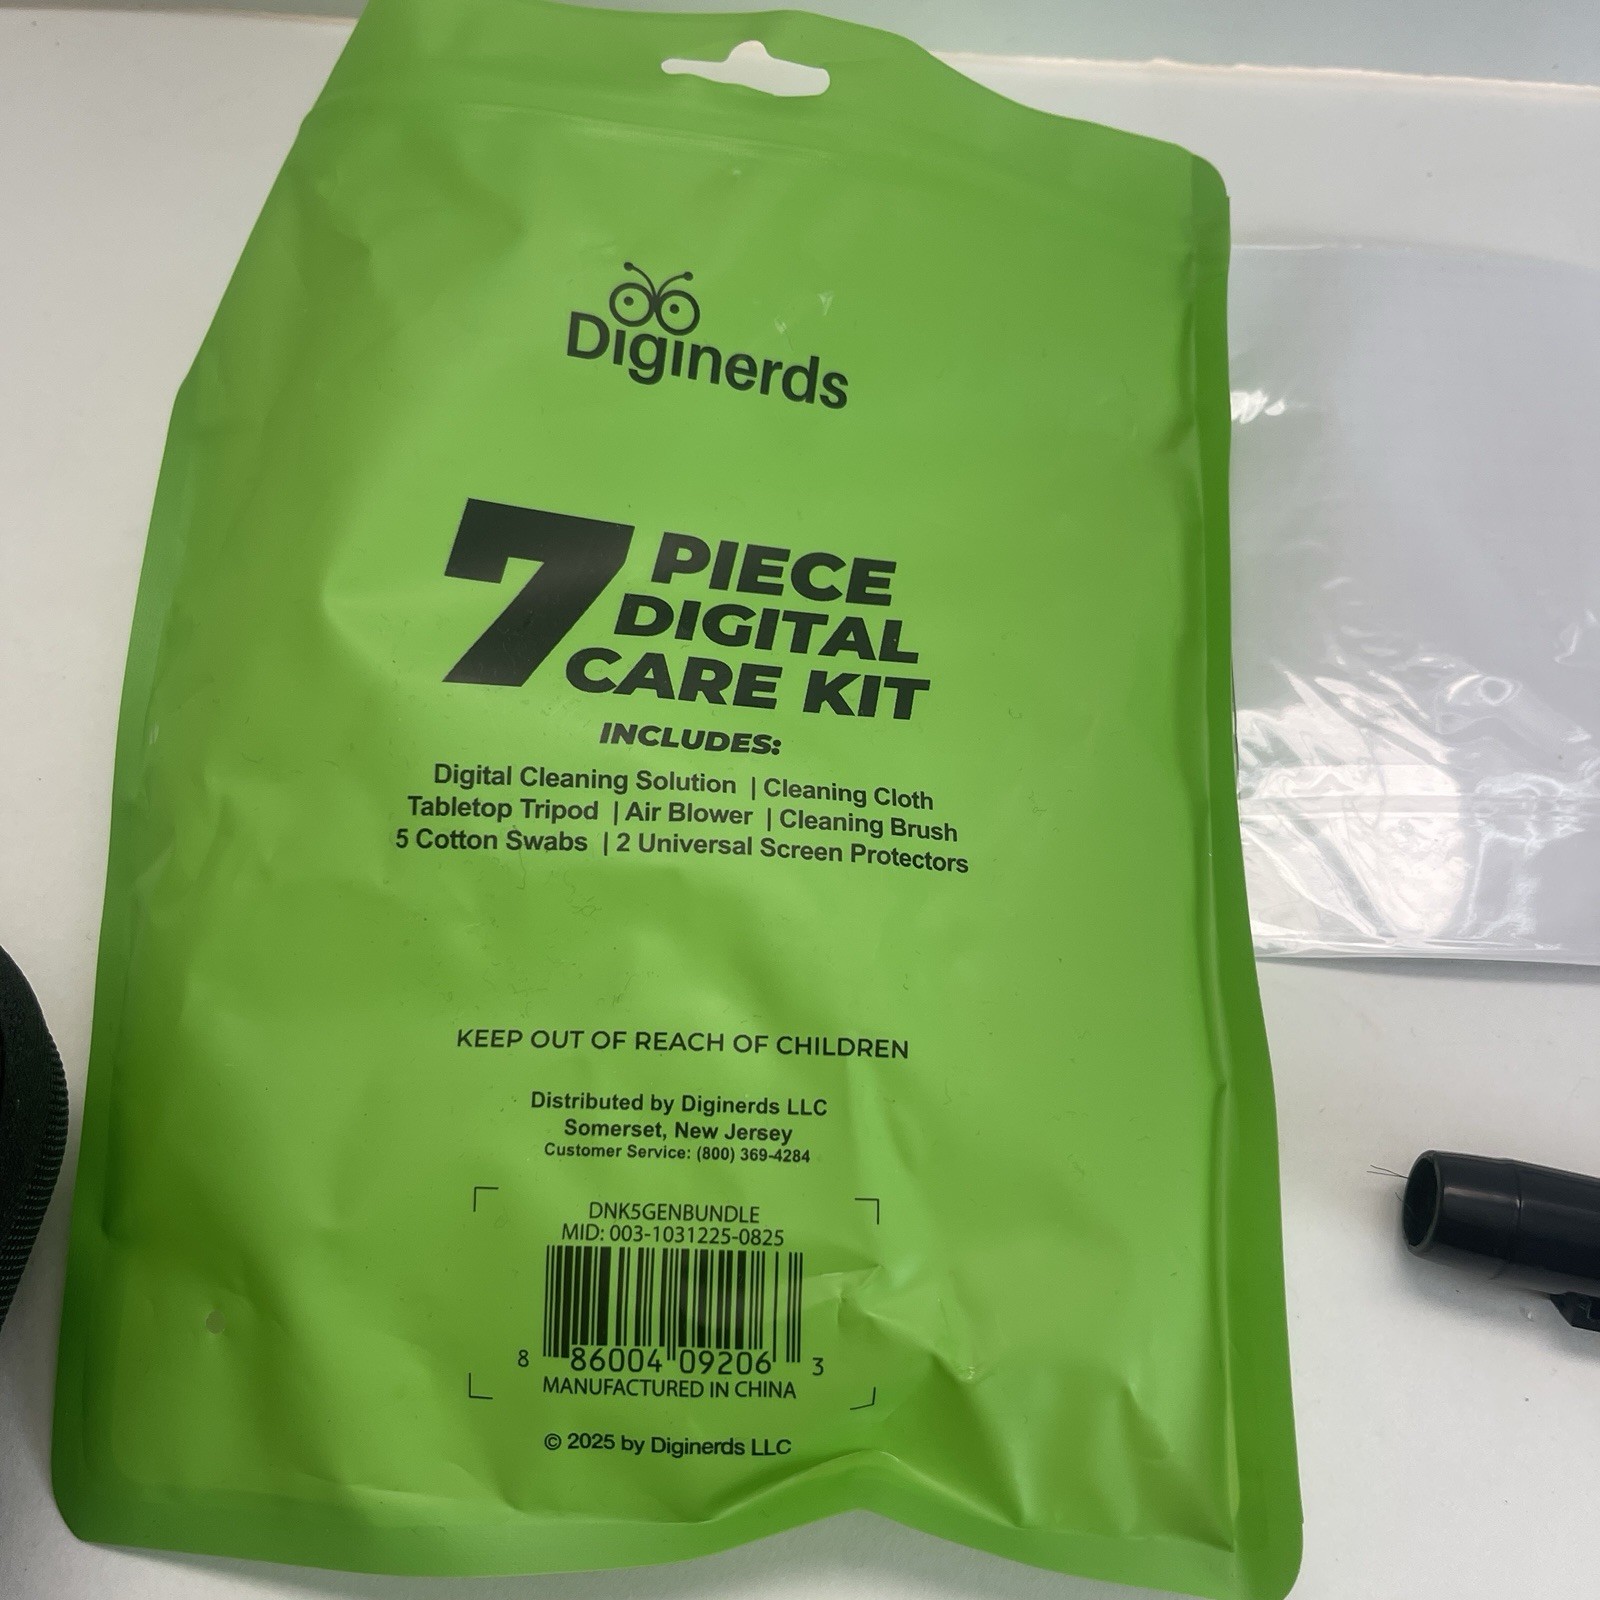 Diginerds
7 PIECE
DIGITAL
CARE KIT
INCLUDES:
Digital Cleaning Solution | Cleaning Cloth
Tabletop Tripod | Air Blower | Cleaning Brush
5 Cotton Swabs | 2 Universal Screen Protectors
KEEP OUT OF REACH OF CHILDREN
Distributed by Diginerds LLC
Somerset, New Jersey
Customer Service: (800) 369-4284
DNK5GENBUNDLE
MID: 003-1031225-0825
8 86004 09206 3
MANUFACTURED IN CHINA
© 2025 by Diginerds LLC